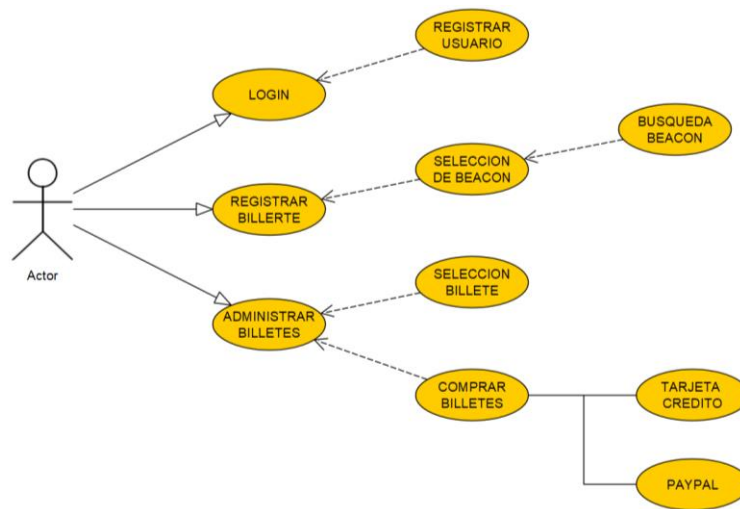 REGISTRAR
USUARIO
LOGIN
BUSQUEDA
BEACON
SELECCION
DE BEACON
REGISTRAR
BILLERTE
Actor
SELECCION
BILLETE
ADMINISTRAR
BILLETES
COMPRAR
BILLETES
TARJETA
CREDITO
PAYPAL